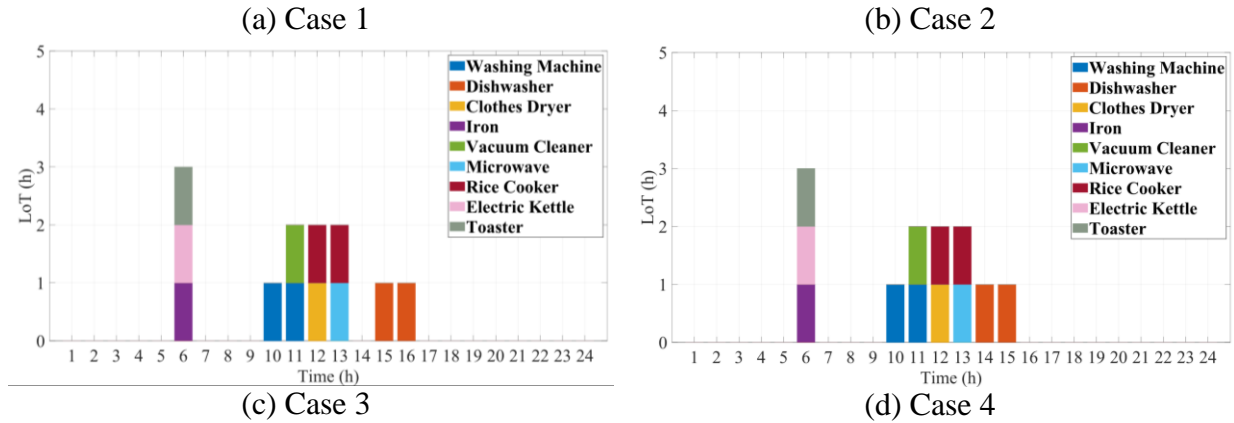 (a) Case 1
(b) Case 2
5
4
3
2
1
0
LoT (h)
Washing Machine
Dishwasher
Clothes Dryer
Iron
Vacuum Cleaner
Microwave
Rice Cooker
Electric Kettle
Toaster
1 2 3 4 5 6 7 8 9 10 11 12 13 14 15 16 17 18 19 20 21 22 23 24
Time (h)
(c) Case 3
5
4
3
2
1
0
LoT (h)
Washing Machine
Dishwasher
Clothes Dryer
Iron
Vacuum Cleaner
Microwave
Rice Cooker
Electric Kettle
Toaster
1 2 3 4 5 6 7 8 9 10 11 12 13 14 15 16 17 18 19 20 21 22 23 24
Time (h)
(d) Case 4